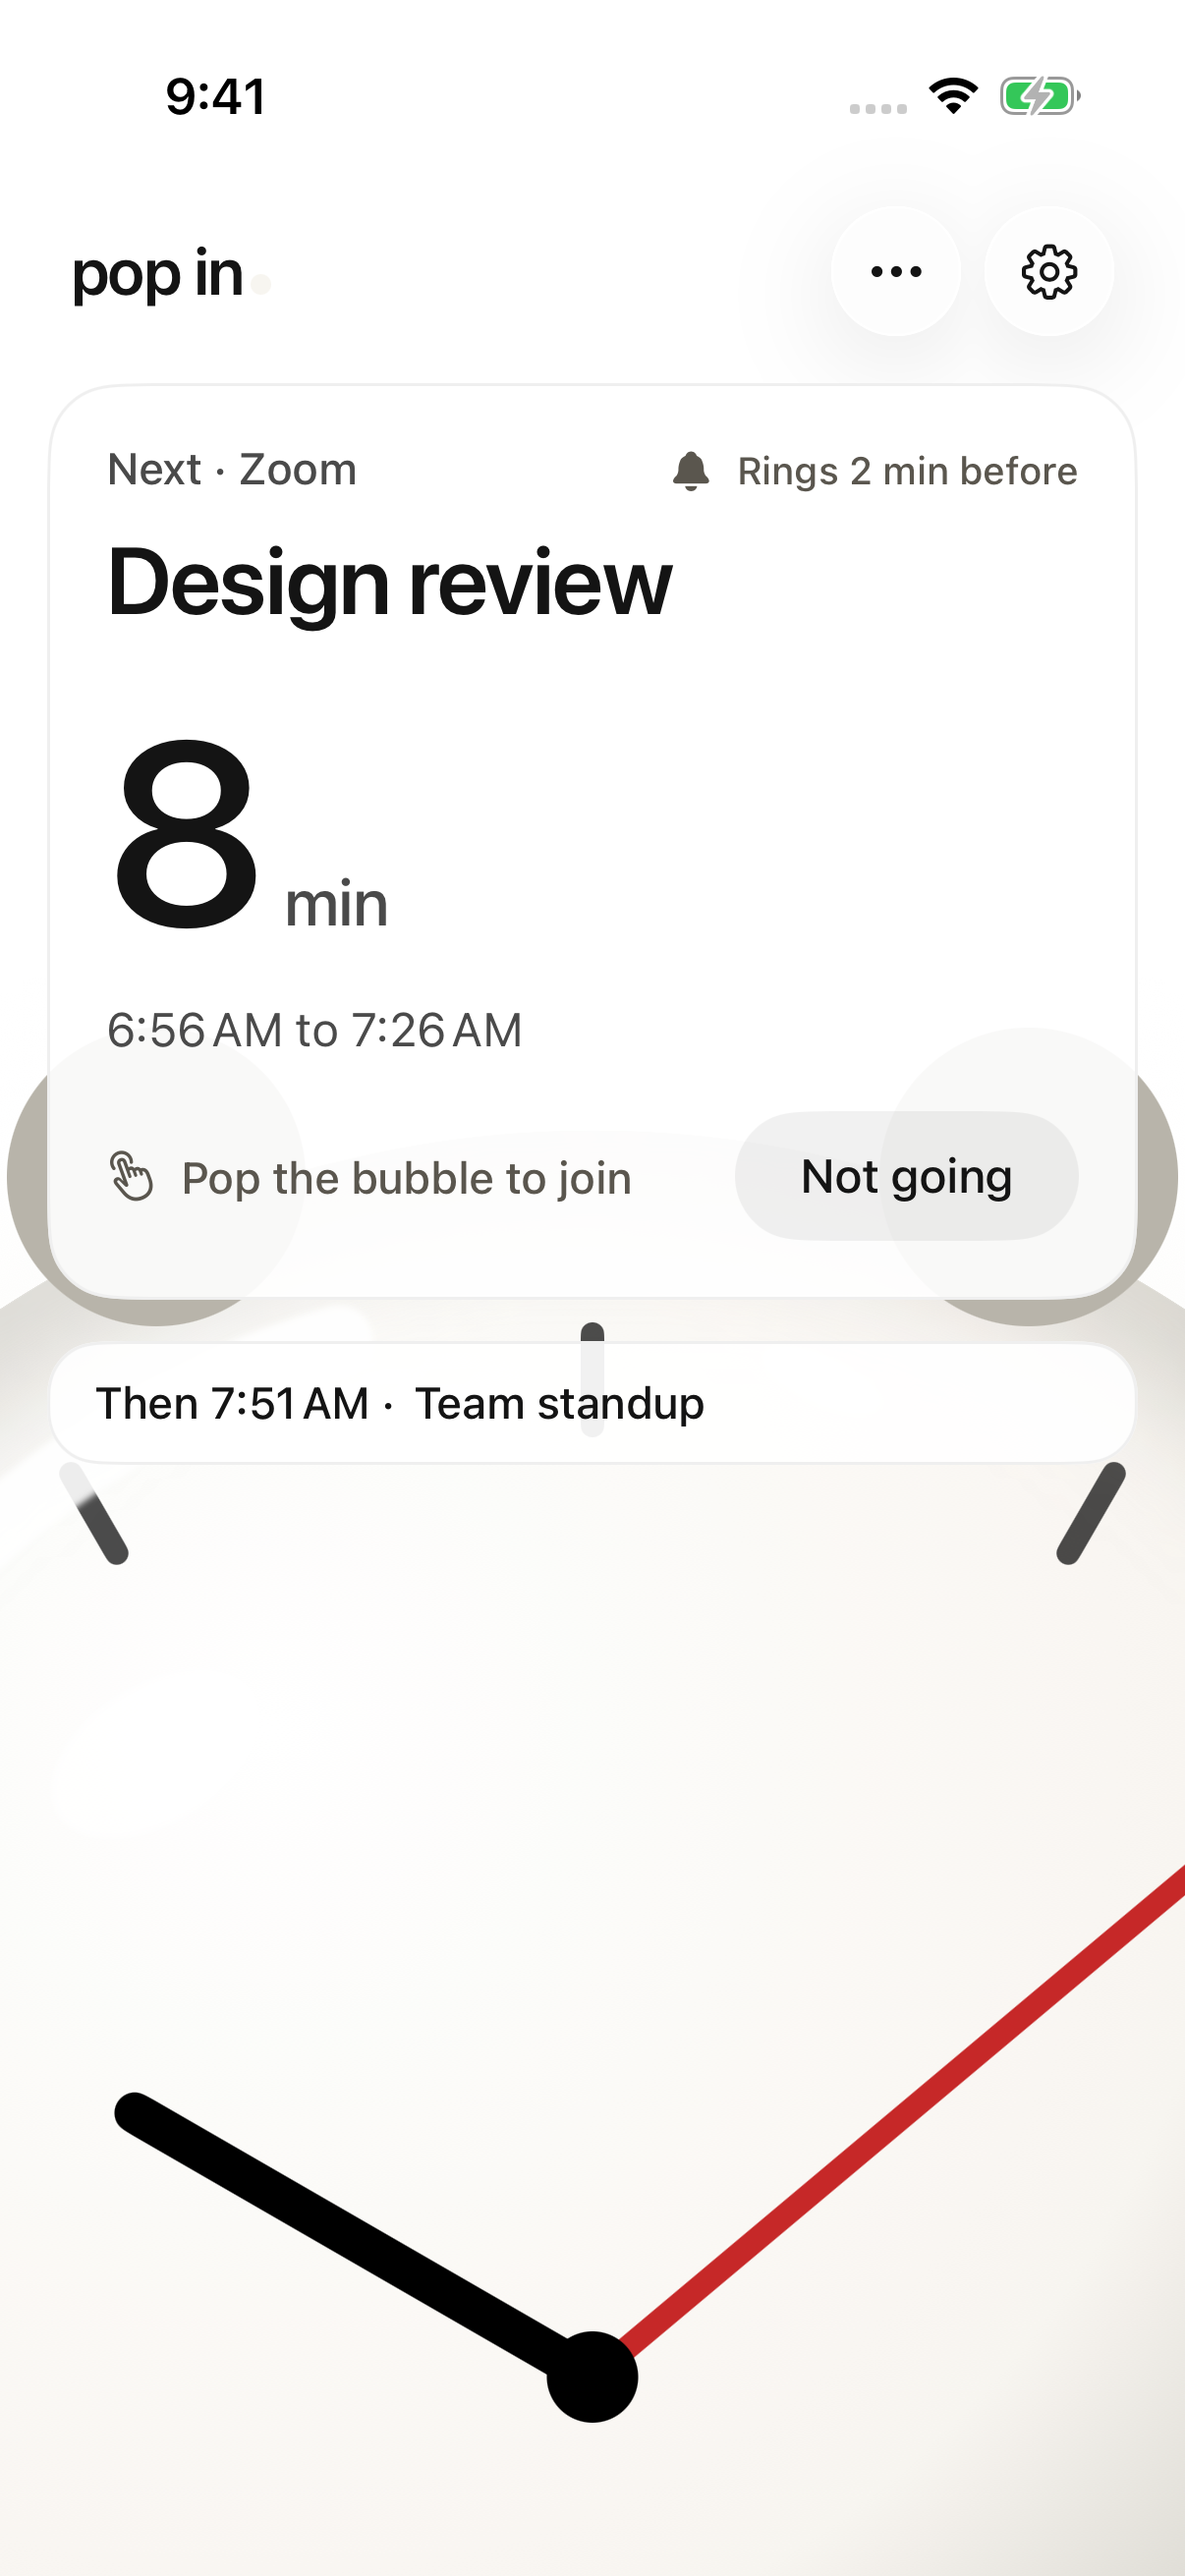 9:41
pop in
Next · Zoom
Rings 2 min before
Design review
8 min
6:56 AM to 7:26 AM
Pop the bubble to join
Not going
Then 7:51 AM · Team standup